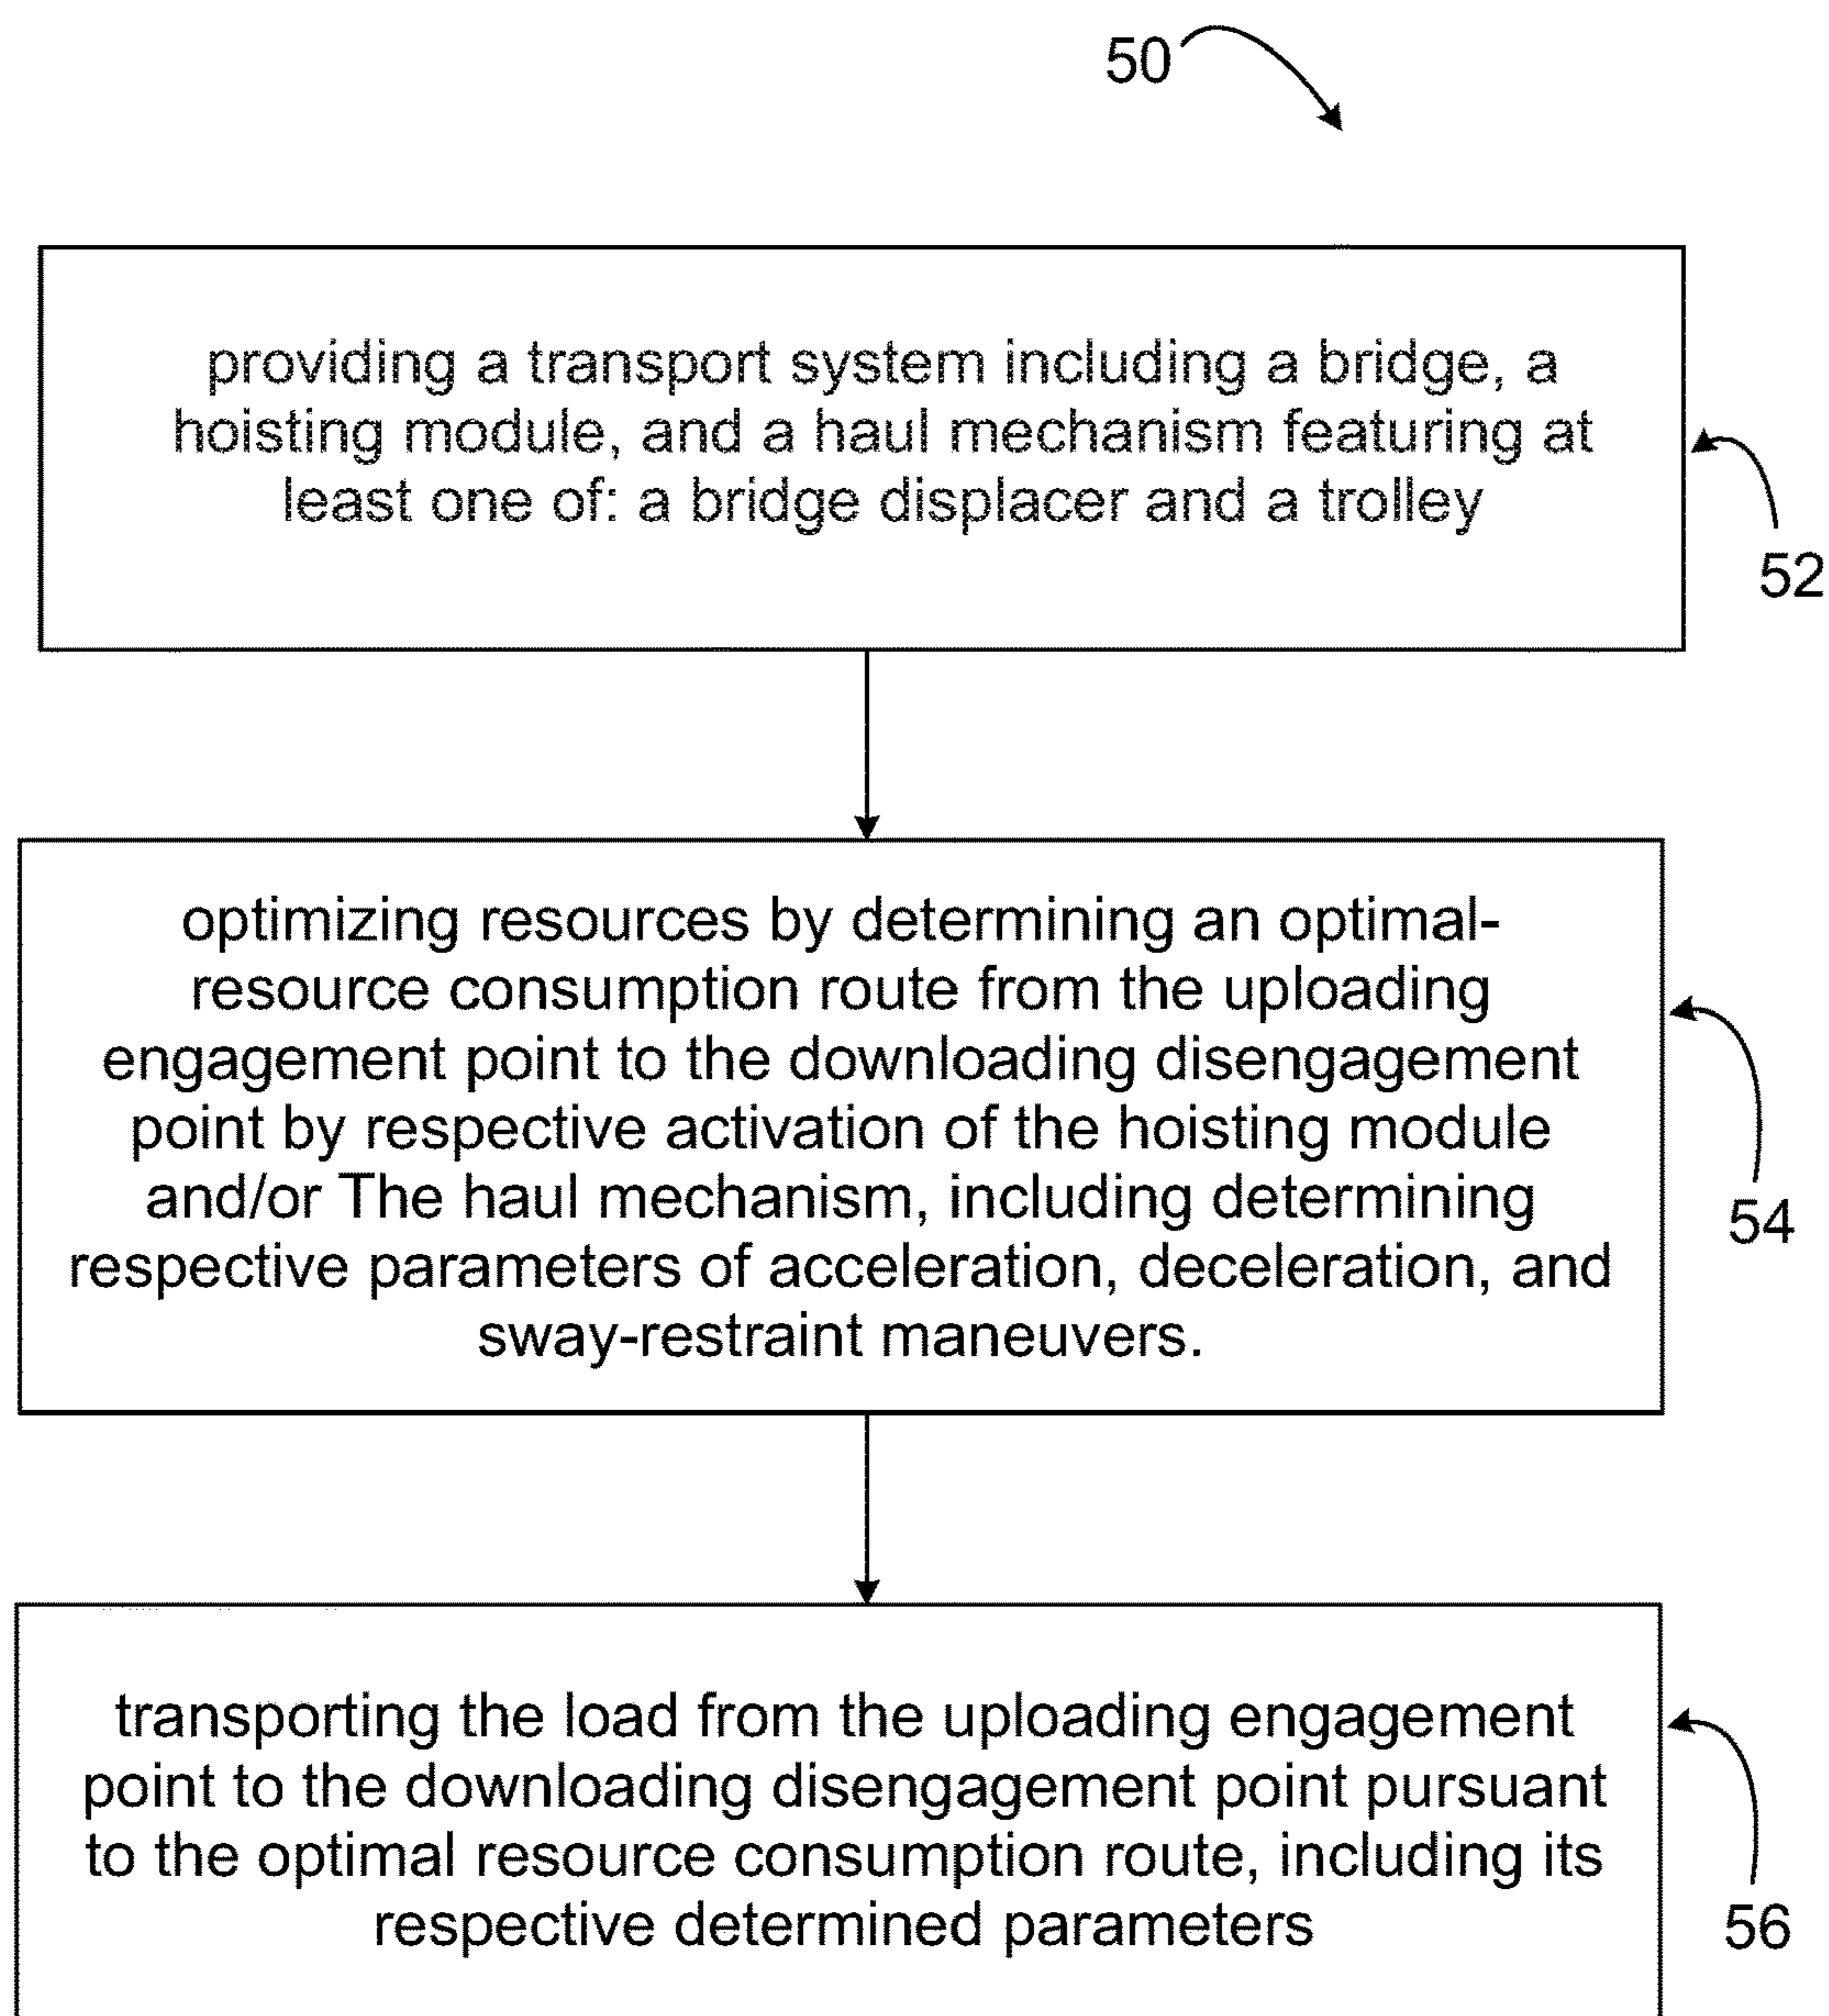 50
providing a transport system including a bridge, a
hoisting module, and a haul mechanism featuring at
least one of: a bridge displacer and a trolley
52
optimizing resources by determining an optimal-
resource consumption route from the uploading
engagement point to the downloading disengagement
point by respective activation of the hoisting module
and/or The haul mechanism, including determining
respective parameters of acceleration, deceleration, and
sway-restraint maneuvers.
54
transporting the load from the uploading engagement
point to the downloading disengagement point pursuant
to the optimal resource consumption route, including its
respective determined parameters
56